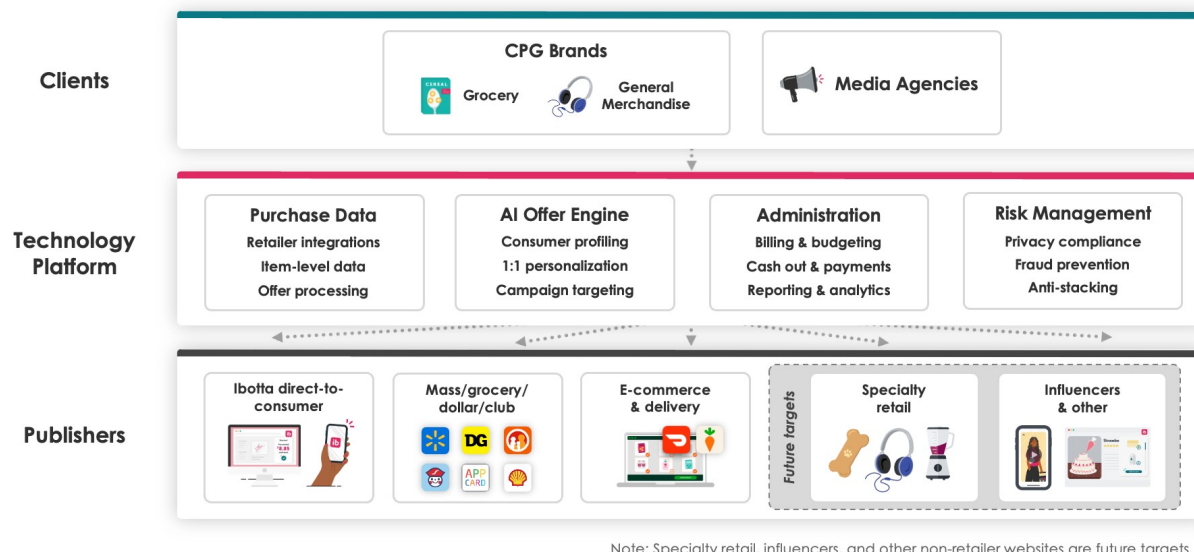 Clients
CPG Brands
CEREAL
Grocery
General
Merchandise
Media Agencies
Technology
Platform
Purchase Data
Retailer integrations
Item-level data
Offer processing
AI Offer Engine
Consumer profiling
1:1 personalization
Campaign targeting
Administration
Billing & budgeting
Cash out & payments
Reporting & analytics
Risk Management
Privacy compliance
Fraud prevention
Anti-stacking
Publishers
Ibotta direct-to-
consumer
Mass/grocery/
dollar/club
DG
APP
CARD
E-commerce
& delivery
Future targets
Specialty
retail
Influencers
& other
Note: Specialty retail, influencers, and other non-retailer websites are future targets